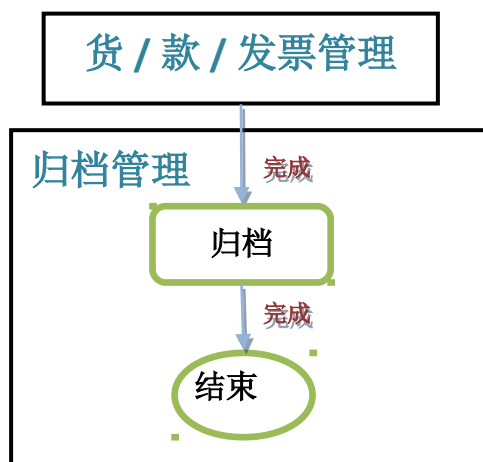 货 / 款 / 发票管理
归档管理
完成
归档
完成
结束